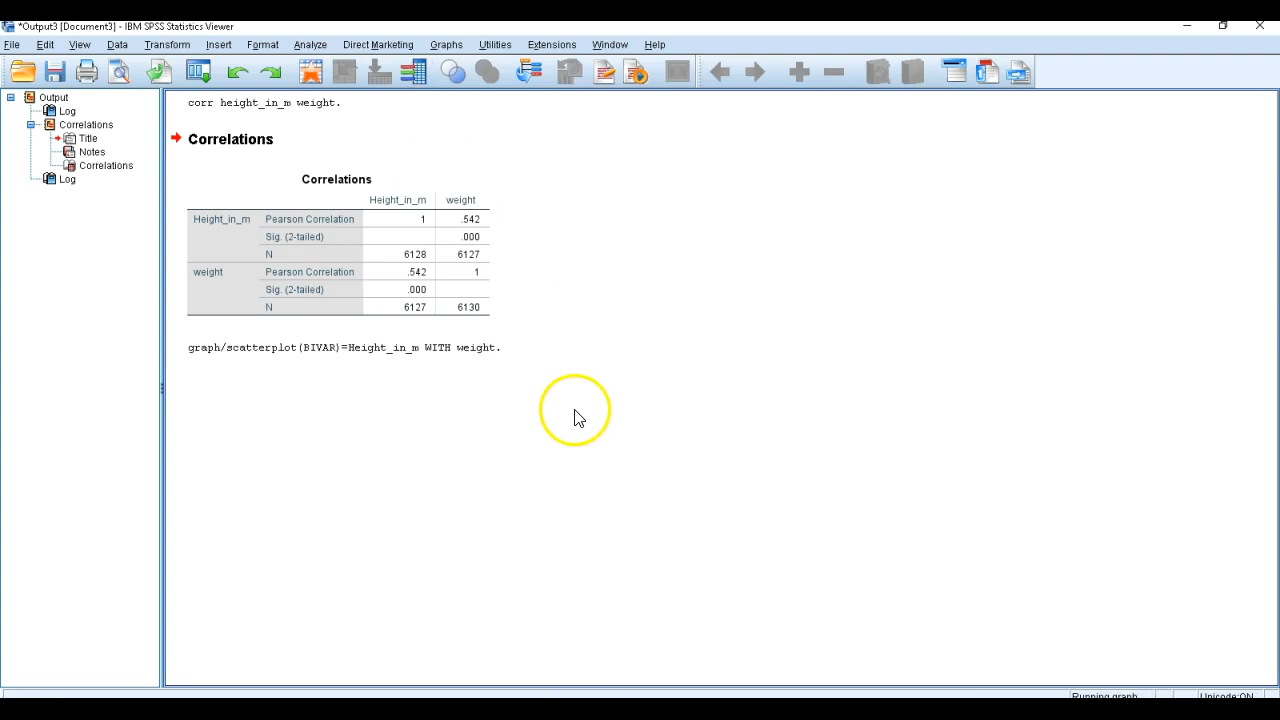 *Output3 [Document3] - IBM SPSS Statistics Viewer
File Edit View Data Transform Insert Format Analyze Direct Marketing Graphs Utilities Extensions Window Help
Output
Log
Correlations
Title
Notes
Correlations
Log
corr height_in_m weight.
Correlations
Correlations
Height_in_m weight
Height_in_m Pearson Correlation 1 .542
Sig. (2-tailed) .000
N 6128 6127
weight Pearson Correlation .542 1
Sig. (2-tailed) .000
N 6127 6130
graph/scatterplot(BIVAR)=Height_in_m WITH weight.
Running graph
Unicode:ON